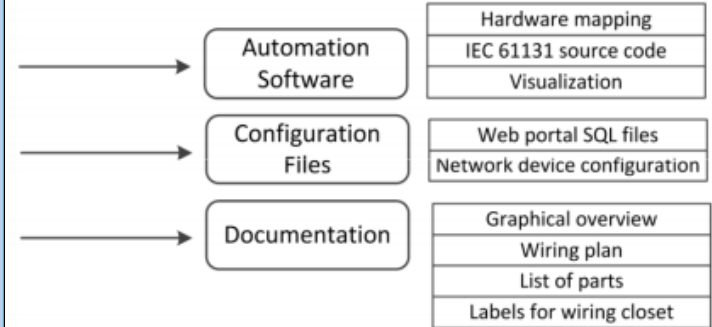 Automation
Software
Hardware mapping
IEC 61131 source code
Visualization
Configuration
Files
Web portal SQL files
Network device configuration
Documentation
Graphical overview
Wiring plan
List of parts
Labels for wiring closet